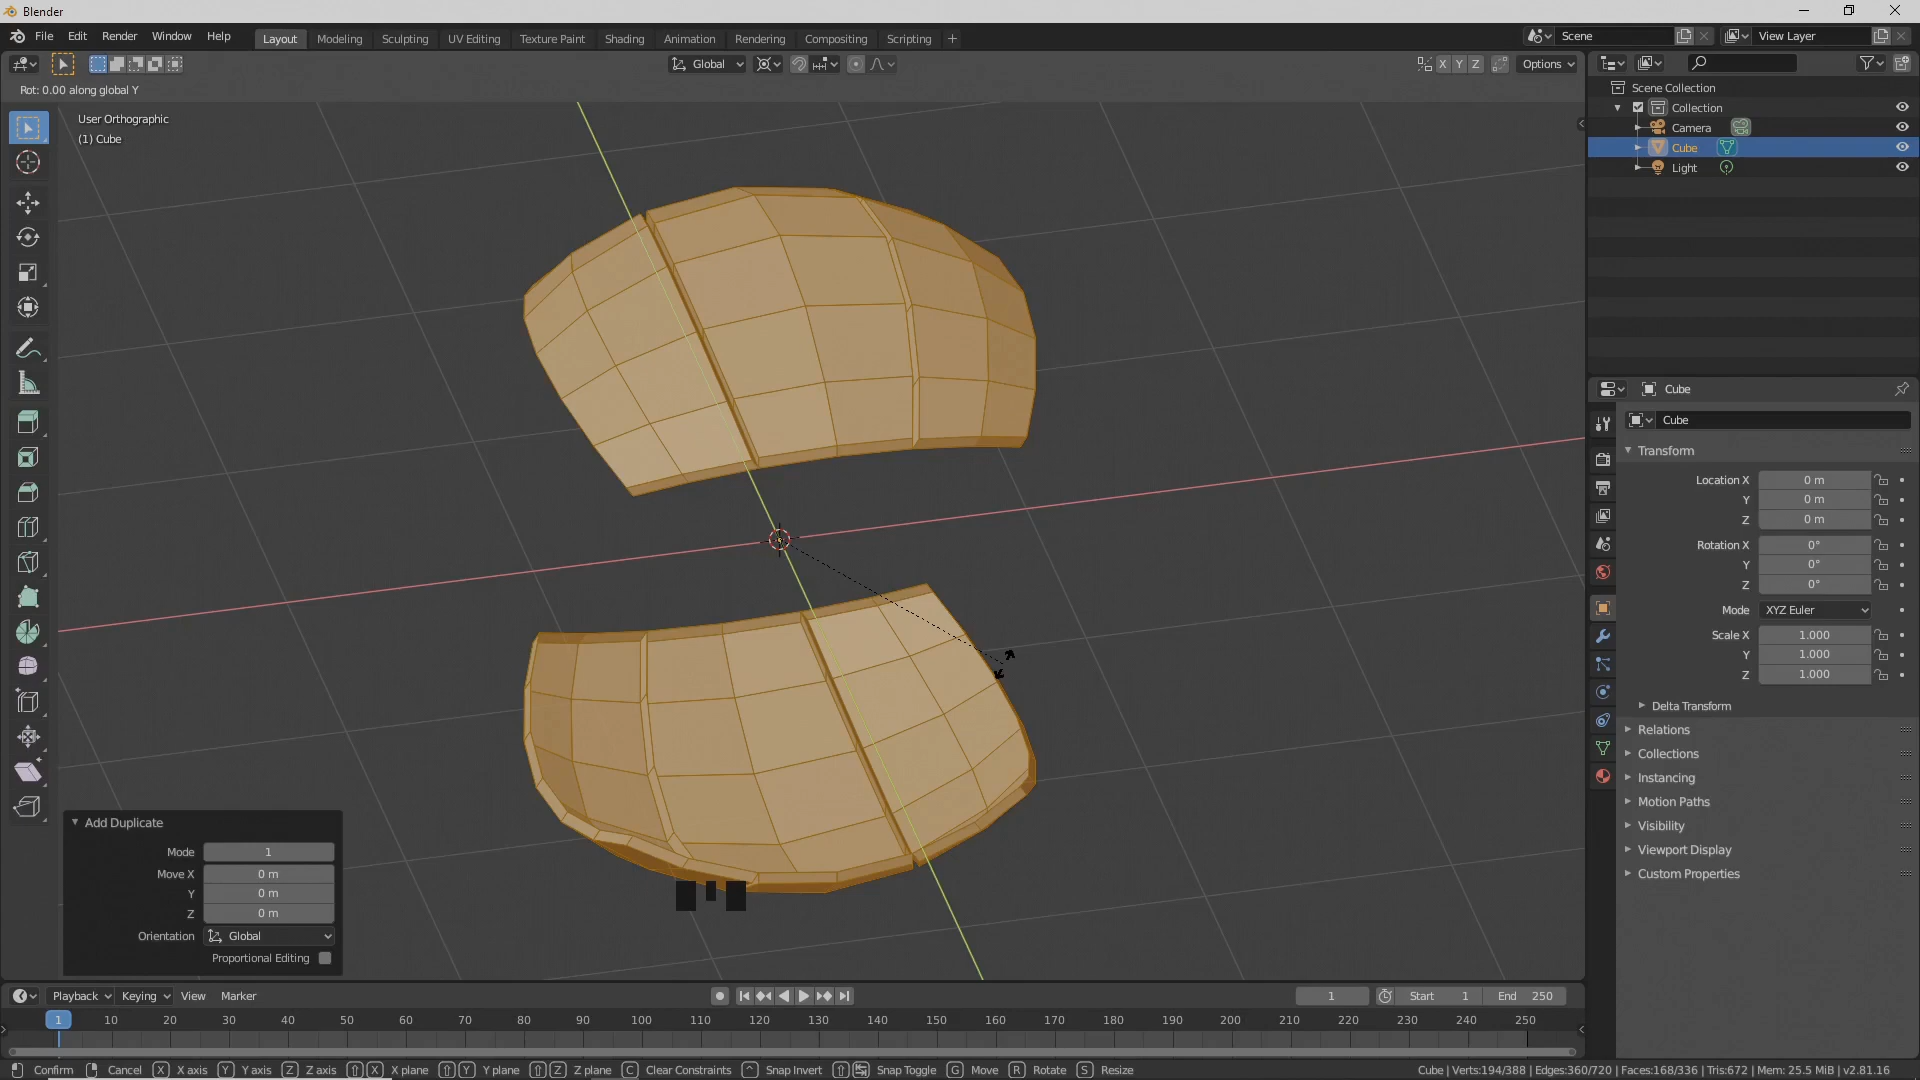 Blender
File Edit Render Window Help
Layout Modeling Sculpting UV Editing Texture Paint Shading Animation Rendering Compositing Scripting +
Scene
View Layer
Global
X Y Z
Options
Rot: 0.00 along global Y
User Orthographic
(1) Cube
Scene Collection
Collection
Camera
Cube
Light
Cube
Cube
Transform
Location X 0 m
Y 0 m
Z 0 m
Rotation X 0°
Y 0°
Z 0°
Mode XYZ Euler
Scale X 1.000
Y 1.000
Z 1.000
Delta Transform
Relations
Collections
Instancing
Motion Paths
Visibility
Viewport Display
Custom Properties
Add Duplicate
Mode 1
Move X 0 m
Y 0 m
Z 0 m
Orientation Global
Proportional Editing
Playback Keying View Marker
1 Start 1 End 250
1 10 20 30 40 50 60 70 80 90 100 110 120 130 140 150 160 170 180 190 200 210 220 230 240 250
Confirm Cancel X X axis Y Y axis Z Z axis X X plane Y Y plane Z Z plane C Clear Constraints ^ Snap Invert Snap Toggle G Move R Rotate S Resize
Cube | Verts:194/388 | Edges:360/720 | Faces:168/336 | Tris:672 | Mem: 25.5 MiB | v2.81.16